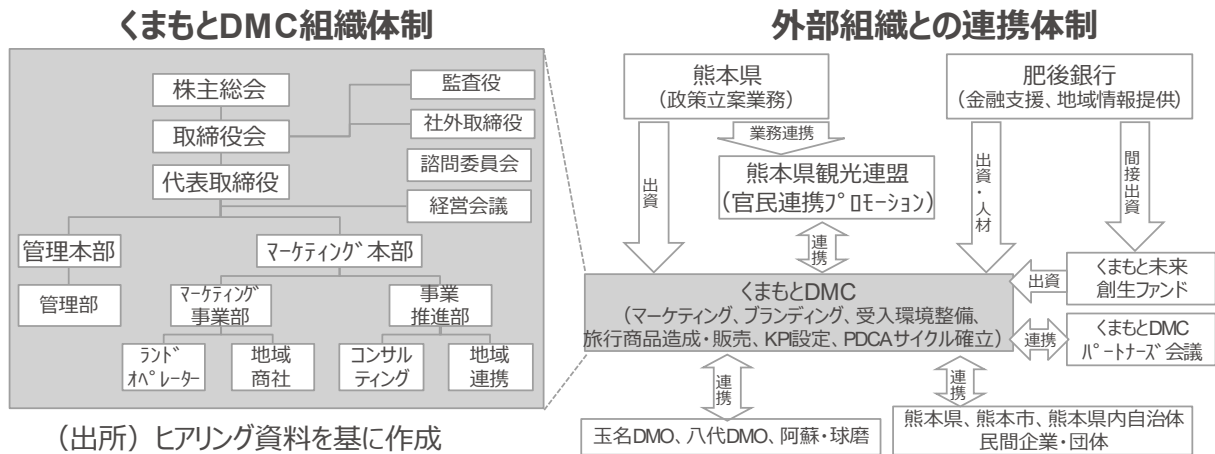 くまもとDMC組織体制
株主総会
監査役
取締役会
社外取締役
諮問委員会
代表取締役
経営会議
管理本部
ﾏｰｹﾃｨﾝｸﾞ本部
管理部
ﾏｰｹﾃｨﾝｸﾞ
事業部
事業
推進部
ﾗﾝﾄﾞ
ｵﾍﾟﾚｰﾀｰ
地域
商社
コンサル
ティング
地域
連携
（出所）ヒアリング資料を基に作成
外部組織との連携体制
熊本県
（政策立案業務）
肥後銀行
（金融支援、地域情報提供）
業務連携
出資
熊本県観光連盟
（官民連携ﾌﾟﾛﾓｰｼｮﾝ）
出資・人材
間接出資
連携
くまもとDMC
（マーケティング、ブランディング、受入環境整備、
旅行商品造成・販売、KPI設定、PDCAサイクル確立）
出資
くまもと未来
創生ファンド
連携
くまもとDMC
ﾊﾟｰﾄﾅｰｽﾞ会議
連携
連携
玉名DMO、八代DMO、阿蘇・球磨
熊本県、熊本市、熊本県内自治体
民間企業・団体